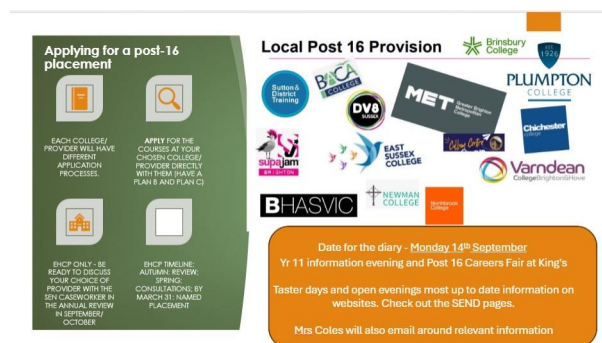 Applying for a post-16
placement
EACH COLLEGE/
PROVIDER WILL HAVE
DIFFERENT
APPLICATION
PROCESSES.
APPLY FOR THE
COURSES AT YOUR
CHOSEN COLLEGE/
PROVIDER DIRECTLY
WITH THEM (HAVE A
PLAN B AND PLAN C)
EHCP ONLY - BE
READY TO DISCUSS
YOUR CHOICE OF
PROVIDER WITH THE
SEN CASEWORKER IN
THE ANNUAL REVIEW
IN SEPTEMBER/
OCTOBER
EHCP TIMELINE:
AUTUMN: REVIEW;
SPRING:
CONSULTATIONS; BY
MARCH 31: NAMED
PLACEMENT
Local Post 16 Provision
Brinsbury
College
EST
1926
PLUMPTON
COLLEGE
Sutton &
District
Training
BACA
COLLEGE
DV8
SUSSEX
MET
Greater Brighton
Metropolitan
College
Chichester
College
supajam
BRIGHTON
EAST
SUSSEX
COLLEGE
College Centre
Varndean
CollegeBrighton&Hove
BHASVIC
NEWMAN
COLLEGE
Northbrook
College
Date for the diary - Monday 14th September
Yr 11 information evening and Post 16 Careers Fair at King's
Taster days and open evenings most up to date information on
websites. Check out the SEND pages.
Mrs Coles will also email around relevant information